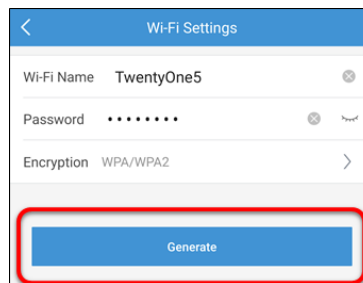 Wi-Fi Settings
Wi-Fi Name TwentyOne5
Password ••••••••
Encryption WPA/WPA2
Generate